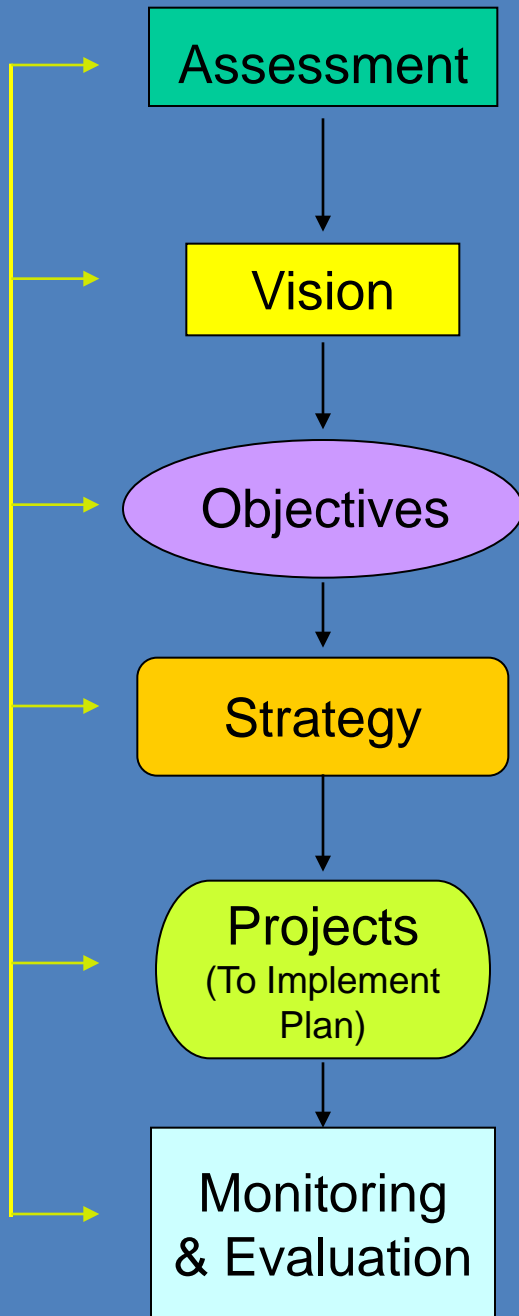 Assessment
Vision
Objectives
Strategy
Projects
(To Implement
Plan)
Monitoring
& Evaluation